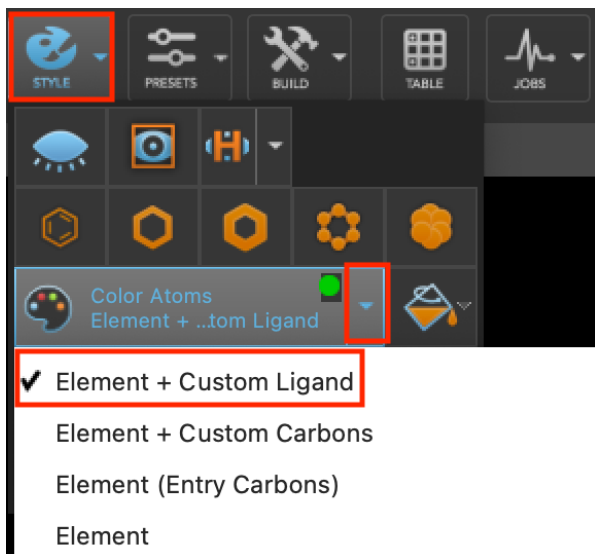 STYLE
PRESETS
BUILD
TABLE
JOBS
H
Color Atoms
Element + ...tom Ligand
Element + Custom Ligand
Element + Custom Carbons
Element (Entry Carbons)
Element